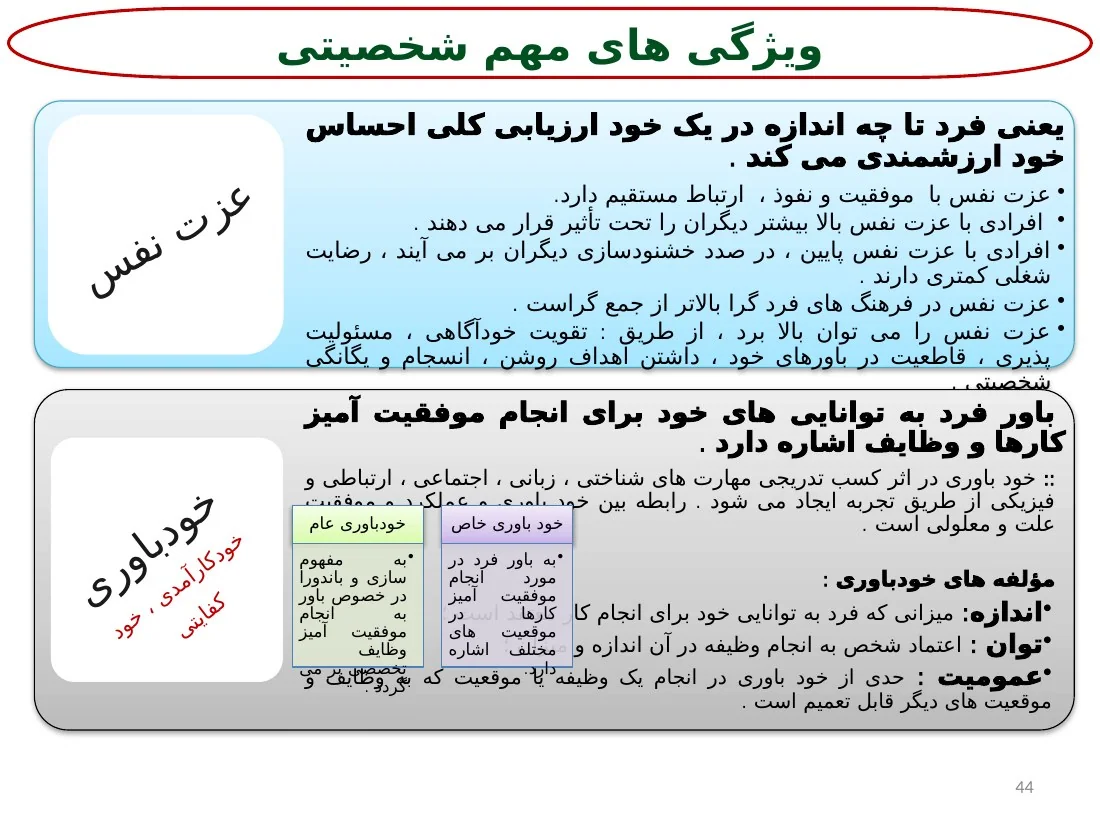 ویژگی های مهم شخصیتی
یعنی فرد تا چه اندازه در یک خود ارزیابی کلی احساس
خود ارزشمندی می کند .
• عزت نفس با موفقیت و نفوذ ، ارتباط مستقیم دارد.
• افرادی با عزت نفس بالا بیشتر دیگران را تحت تأثیر قرار می دهند .
• افرادی با عزت نفس پایین ، در صدد خشنودسازی دیگران بر می آیند ، رضایت
شغلی کمتری دارند .
• عزت نفس در فرهنگ های فرد گرا بالاتر از جمع گراست .
• عزت نفس را می توان بالا برد ، از طریق : تقویت خودآگاهی ، مسئولیت
پذیری ، قاطعیت در باورهای خود ، داشتن اهداف روشن ، انسجام و یگانگی
شخصیتی .
عزت نفس
باور فرد به توانایی های خود برای انجام موفقیت آمیز
کارها و وظایف اشاره دارد .
:: خود باوری در اثر کسب تدریجی مهارت های شناختی ، زبانی ، اجتماعی ، ارتباطی و
فیزیکی از طریق تجربه ایجاد می شود . رابطه بین خود باوری و عملکرد و موفقیت
علت و معلولی است .
مؤلفه های خودباوری :
•اندازه: میزانی که فرد به توانایی خود برای انجام کار
•توان : اعتماد شخص به انجام وظیفه در آن اندازه و
•عمومیت : حدی از خود باوری در انجام یک وظیفه یا موقعیت که به وظایف و
موقعیت های دیگر قابل تعمیم است .
خودباوری
خودکارآمدی ، خود
کفایتی
خود باوری خاص
•به باور فرد در
مورد انجام
موفقیت آمیز
کارها در
موقعیت های
مختلف اشاره
دارد.
خودباوری عام
•به مفهوم
سازی و باندورا
در خصوص باور
به انجام
موفقیت آمیز
وظایف
تخصصی بر می
گردد .
44